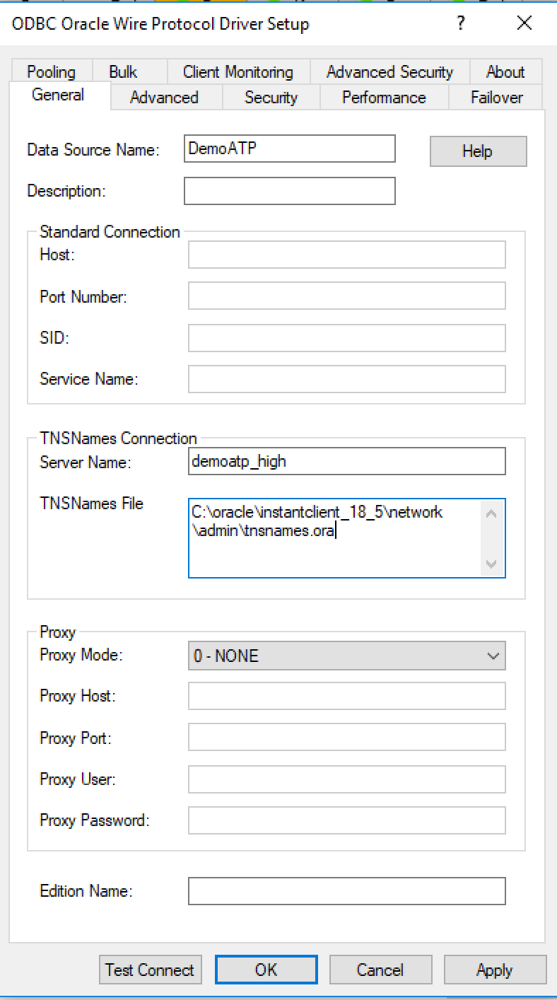 ODBC Oracle Wire Protocol Driver Setup ?
Pooling Bulk Client Monitoring Advanced Security About
General Advanced Security Performance Failover
Data Source Name: DemoATP Help
Description:
Standard Connection
Host:
Port Number:
SID:
Service Name:
TNSNames Connection
Server Name: demoatp_high
TNSNames File C:\oracle\instantclient_18_5\network
\admin\tnsnames.ora
Proxy
Proxy Mode: 0 - NONE
Proxy Host:
Proxy Port:
Proxy User:
Proxy Password:
Edition Name:
Test Connect OK Cancel Apply